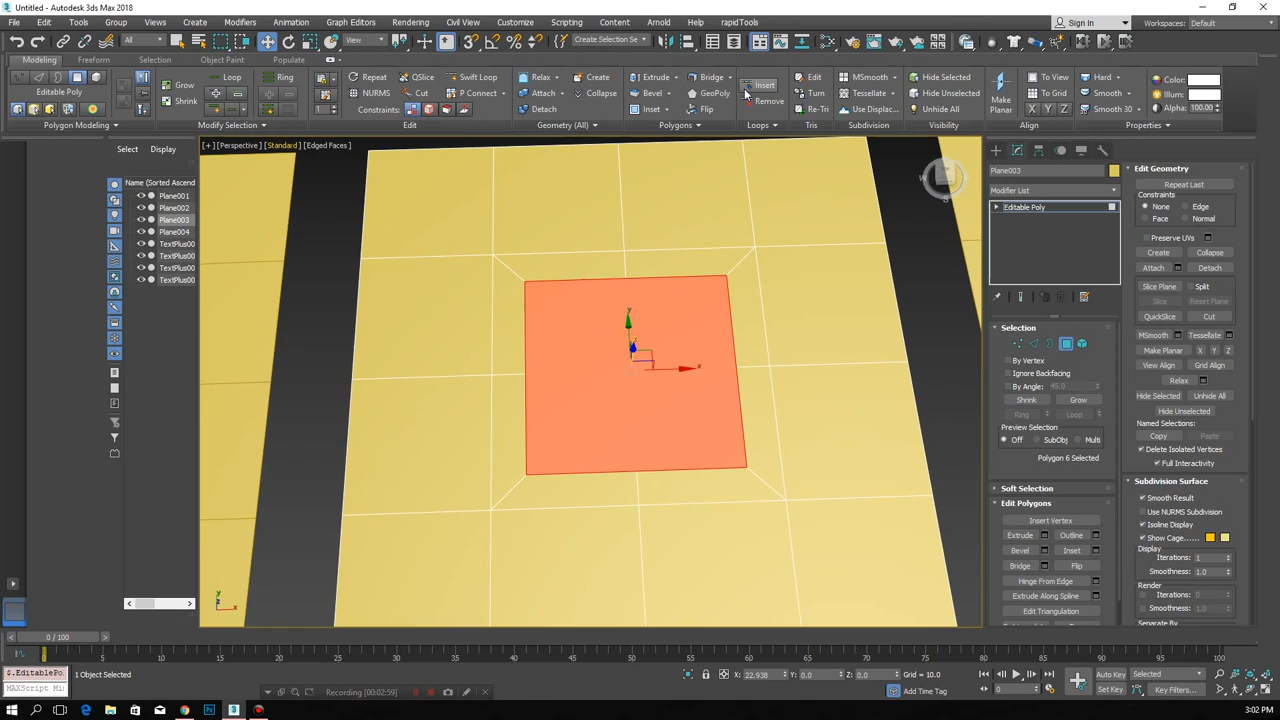 Untitled - Autodesk 3ds Max 2018
File Edit Tools Group Views Create Modifiers Animation Graph Editors Rendering Civil View Customize Scripting Content Arnold Help rapidTools Sign In Workspaces: Default
All View Create Selection Se
Modeling Freeform Selection Object Paint Populate
Grow Loop Ring Repeat QSlice Swift Loop Relax Create Extrude Bridge Insert Edit MSmooth Hide Selected To View Hard Color:
Editable Poly Shrink NURMS Cut P Connect Attach Collapse Bevel GeoPoly Remove Turn Tessellate Hide Unselected Make Planar To Grid Smooth Illum:
Constraints: Detach Inset Flip Re-Tri Use Displac... Unhide All X Y Z Smooth 30 Alpha: 100.00
Polygon Modeling Modify Selection Edit Geometry (All) Polygons Loops Tris Subdivision Visibility Align Properties
Select Display
[+] [Perspective] [Standard] [Edged Faces]
Name (Sorted Ascend
Plane001
Plane002
Plane003
Plane004
TextPlus00
TextPlus00
TextPlus00
TextPlus00
W
S
y
x
y
z
x
Plane003
Modifier List
Editable Poly
Selection
By Vertex
Ignore Backfacing
By Angle: 45.0
Shrink Grow
Ring Loop
Preview Selection
Off SubObj Multi
Polygon 6 Selected
Soft Selection
Edit Polygons
Insert Vertex
Extrude Outline
Bevel Inset
Bridge Flip
Hinge From Edge
Extrude Along Spline
Edit Triangulation
Edit Geometry
Repeat Last
Constraints
None Edge
Face Normal
Preserve UVs
Create Collapse
Attach Detach
Slice Plane Split
Slice Reset Plane
QuickSlice Cut
MSmooth Tessellate
Make Planar X Y Z
View Align Grid Align
Relax
Hide Selected Unhide All
Hide Unselected
Named Selections:
Copy Paste
Delete Isolated Vertices
Full Interactivity
Subdivision Surface
Smooth Result
Use NURMS Subdivision
Isoline Display
Show Cage......
Display
Iterations: 1
Smoothness: 1.0
Render
Iterations: 0
Smoothness: 1.0
Separate By
0 / 100
0 5 10 15 20 25 30 35 40 45 50 55 60 65 70 75 80 85 90 95 100
$.EditablePo
MAXScript Mi
1 Object Selected
X: 22.938 Y: 0.0 Z: 0.0 Grid = 10.0
Add Time Tag
0
Auto Key Selected
Set Key Key Filters...
Recording [00:02:59]
3:02 PM